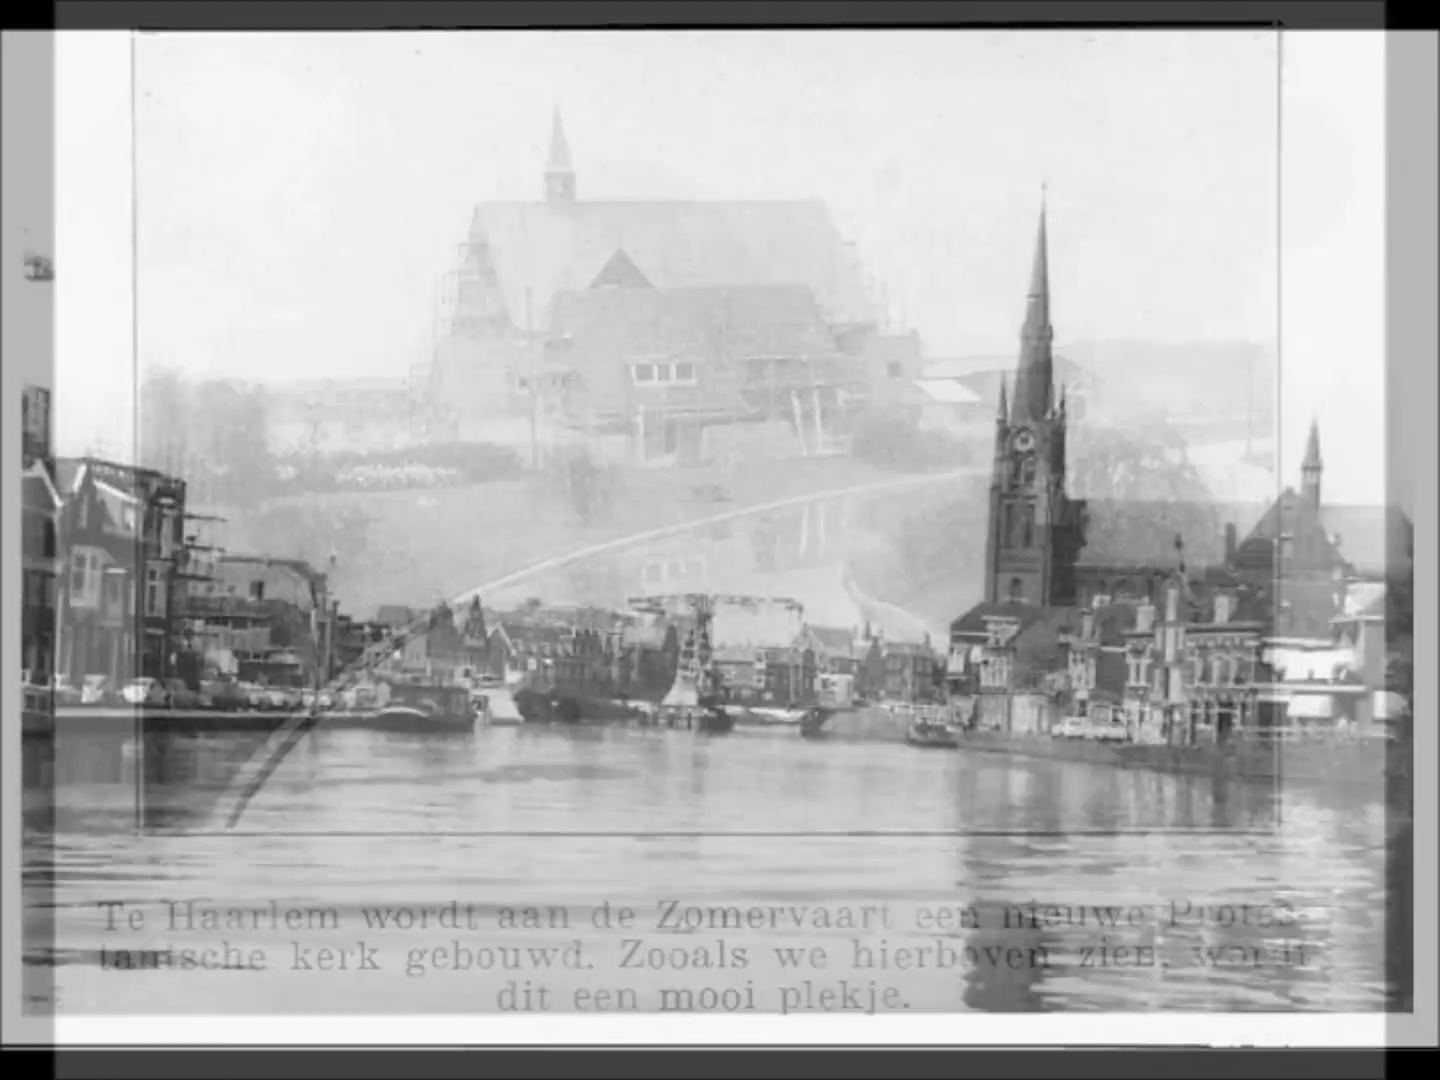 Te Haarlem wordt aan de Zomervaart een nieuwe Protes-
tantsche kerk gebouwd. Zooals we hierboven zien, wordt
dit een mooi plekje.